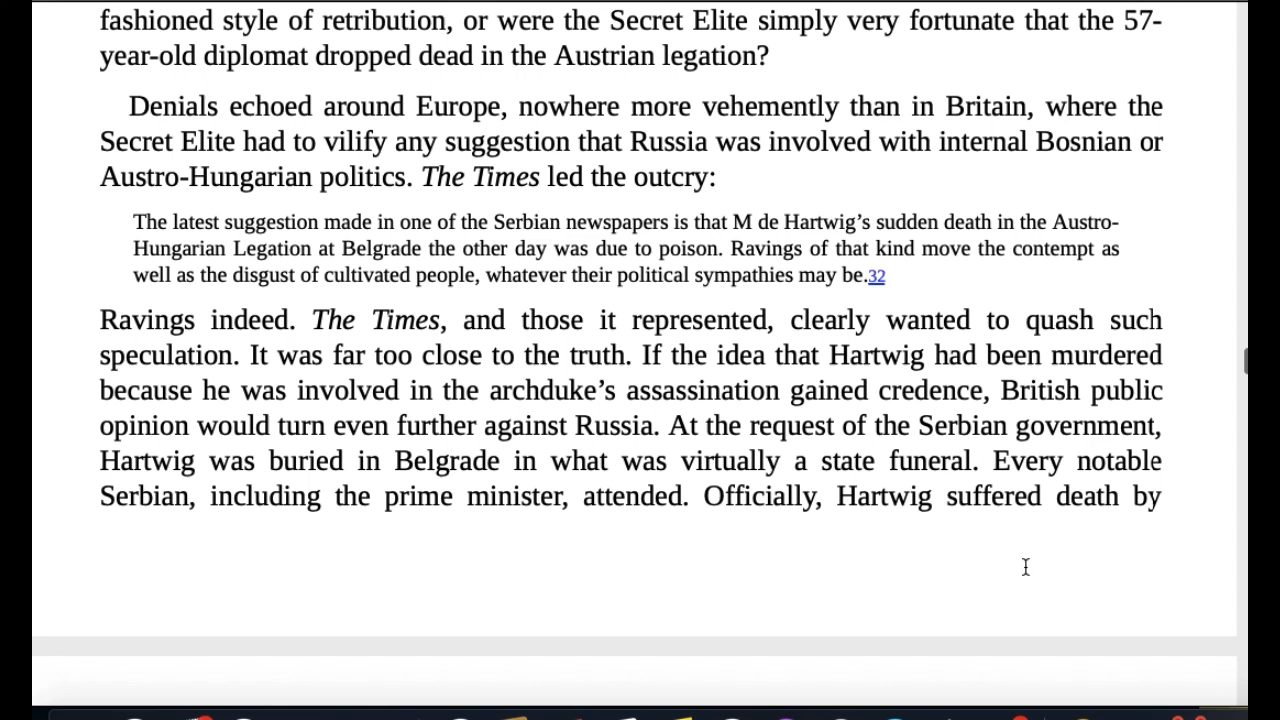 fashioned style of retribution, or were the Secret Elite simply very fortunate that the 57-
year-old diplomat dropped dead in the Austrian legation?
Denials echoed around Europe, nowhere more vehemently than in Britain, where the
Secret Elite had to vilify any suggestion that Russia was involved with internal Bosnian or
Austro-Hungarian politics. The Times led the outcry:
The latest suggestion made in one of the Serbian newspapers is that M de Hartwig’s sudden death in the Austro-
Hungarian Legation at Belgrade the other day was due to poison. Ravings of that kind move the contempt as
well as the disgust of cultivated people, whatever their political sympathies may be.32
Ravings indeed. The Times, and those it represented, clearly wanted to quash such
speculation. It was far too close to the truth. If the idea that Hartwig had been murdered
because he was involved in the archduke’s assassination gained credence, British public
opinion would turn even further against Russia. At the request of the Serbian government,
Hartwig was buried in Belgrade in what was virtually a state funeral. Every notable
Serbian, including the prime minister, attended. Officially, Hartwig suffered death by